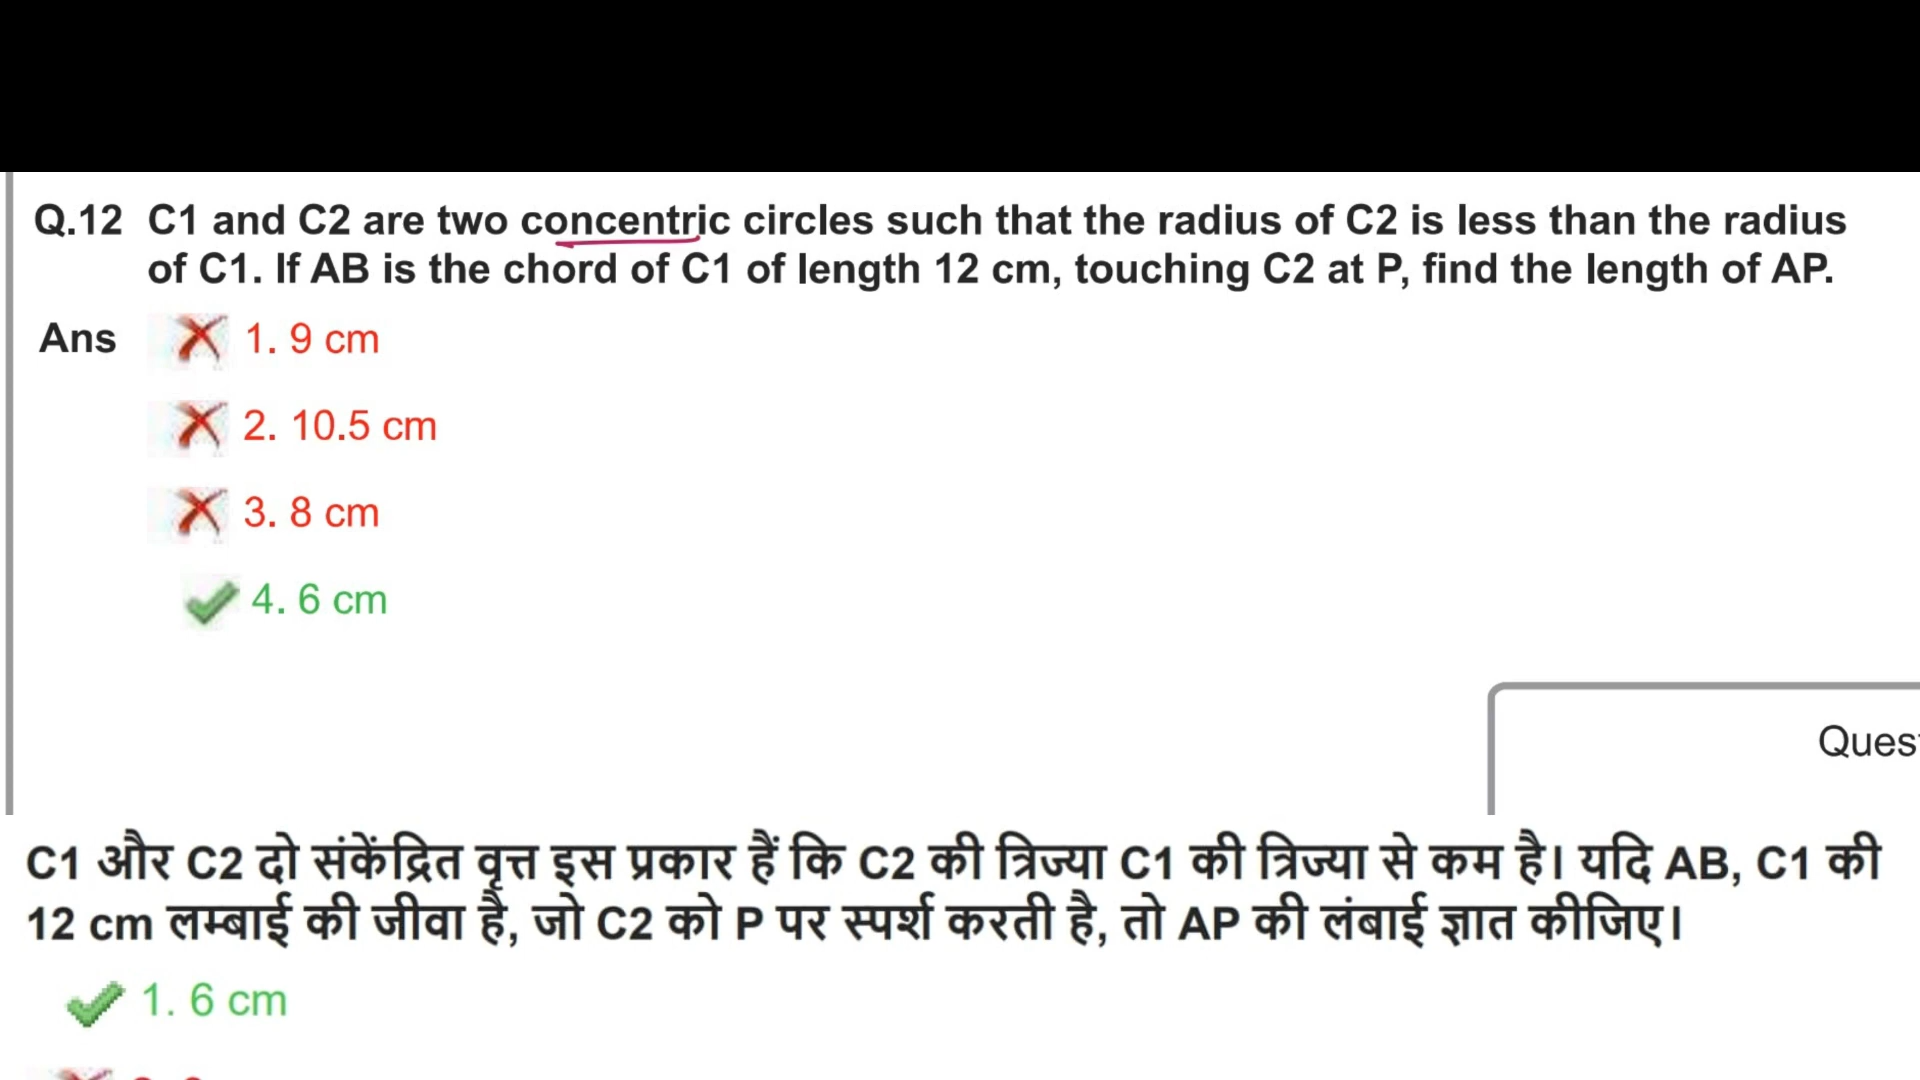 Q.12 C1 and C2 are two concentric circles such that the radius of C2 is less than the radius
of C1. If AB is the chord of C1 of length 12 cm, touching C2 at P, find the length of AP.
Ans 1. 9 cm
2. 10.5 cm
3. 8 cm
4. 6 cm
Ques
C1 और C2 दो संकेंद्रित वृत्त इस प्रकार हैं कि C2 की त्रिज्या C1 की त्रिज्या से कम है। यदि AB, C1 की
12 cm लम्बाई की जीवा है, जो C2 को P पर स्पर्श करती है, तो AP की लंबाई ज्ञात कीजिए।
1. 6 cm